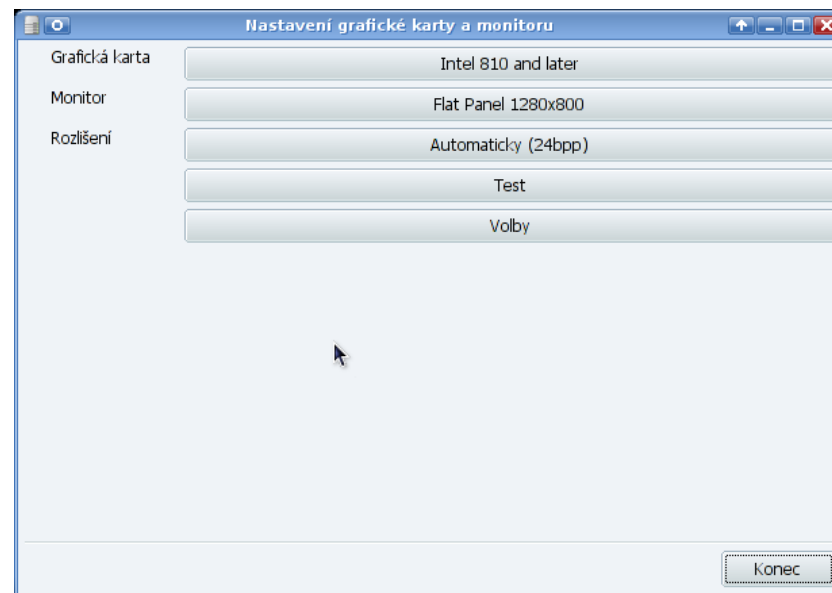 Nastavení grafické karty a monitoru
Grafická karta
Intel 810 and later
Monitor
Flat Panel 1280x800
Rozlišení
Automaticky (24bpp)
Test
Volby
Konec